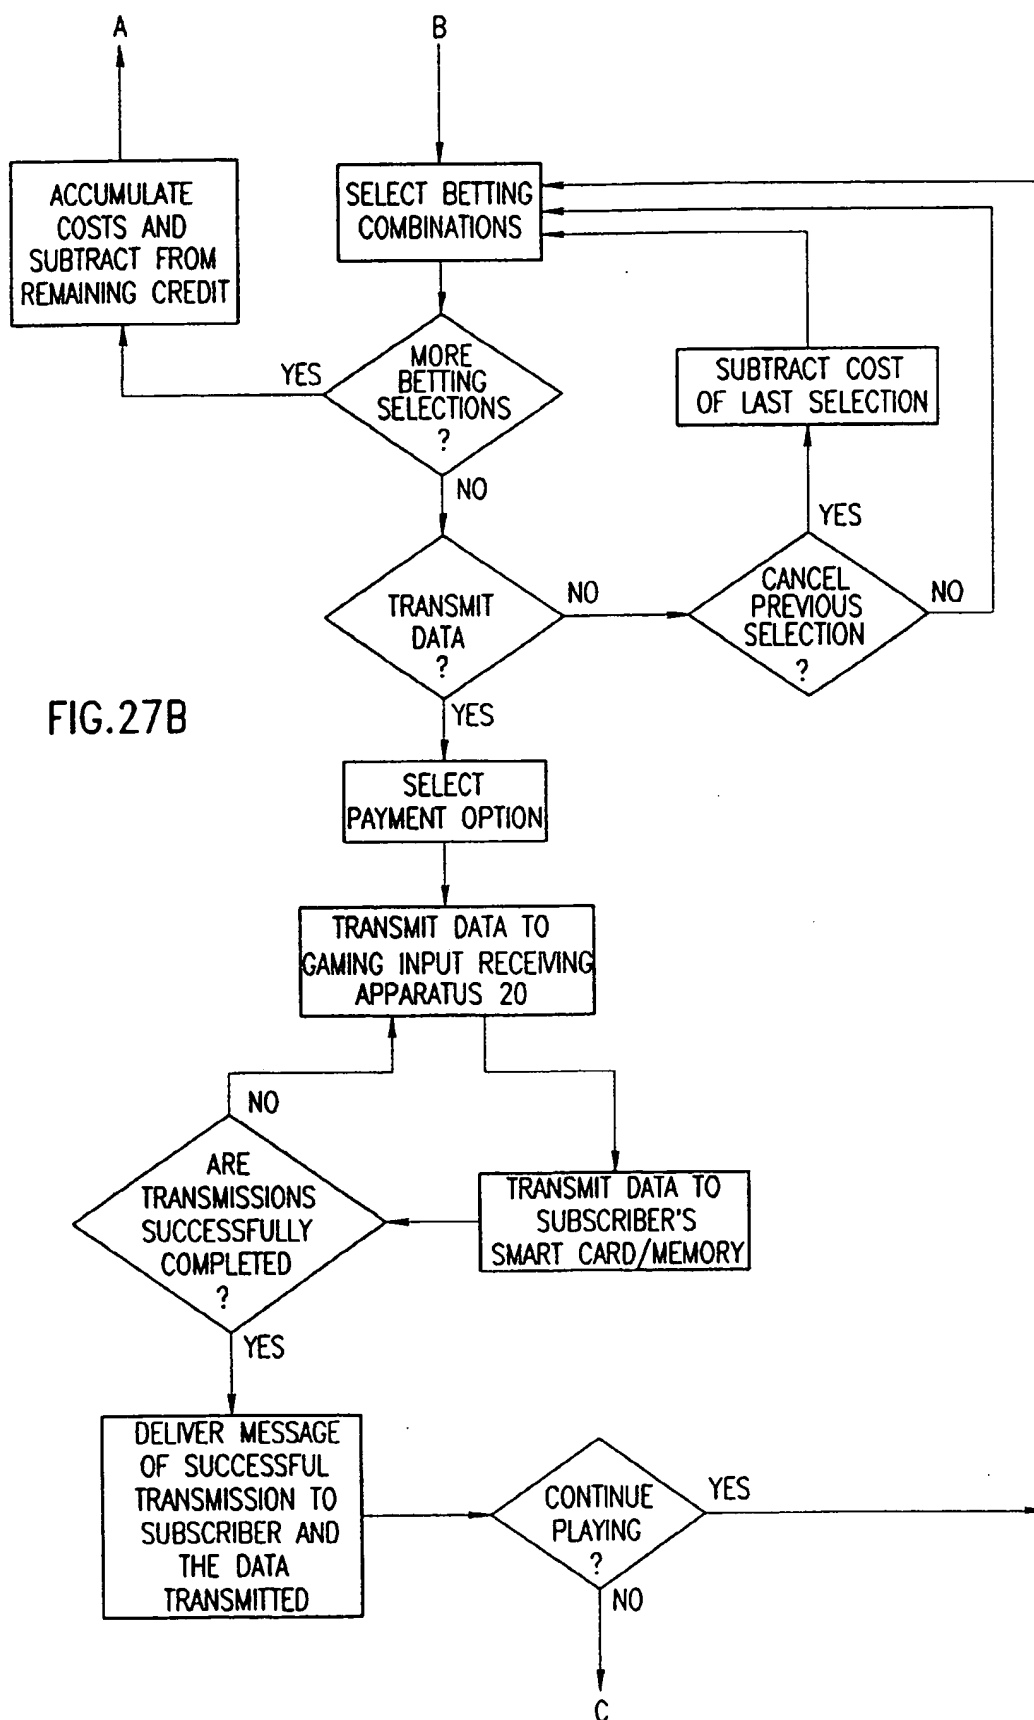 A
B
ACCUMULATE
COSTS AND
SUBTRACT FROM
REMAINING CREDIT
SELECT BETTING
COMBINATIONS
YES
MORE
BETTING
SELECTIONS
?
SUBTRACT COST
OF LAST SELECTION
NO
YES
TRANSMIT
DATA
?
NO
CANCEL
PREVIOUS
SELECTION
?
NO
FIG.27B
YES
SELECT
PAYMENT OPTION
TRANSMIT DATA TO
GAMING INPUT RECEIVING
APPARATUS 20
NO
ARE
TRANSMISSIONS
SUCCESSFULLY
COMPLETED
?
TRANSMIT DATA TO
SUBSCRIBER'S
SMART CARD/MEMORY
YES
DELIVER MESSAGE
OF SUCCESSFUL
TRANSMISSION TO
SUBSCRIBER AND
THE DATA
TRANSMITTED
CONTINUE
PLAYING
?
YES
NO
C